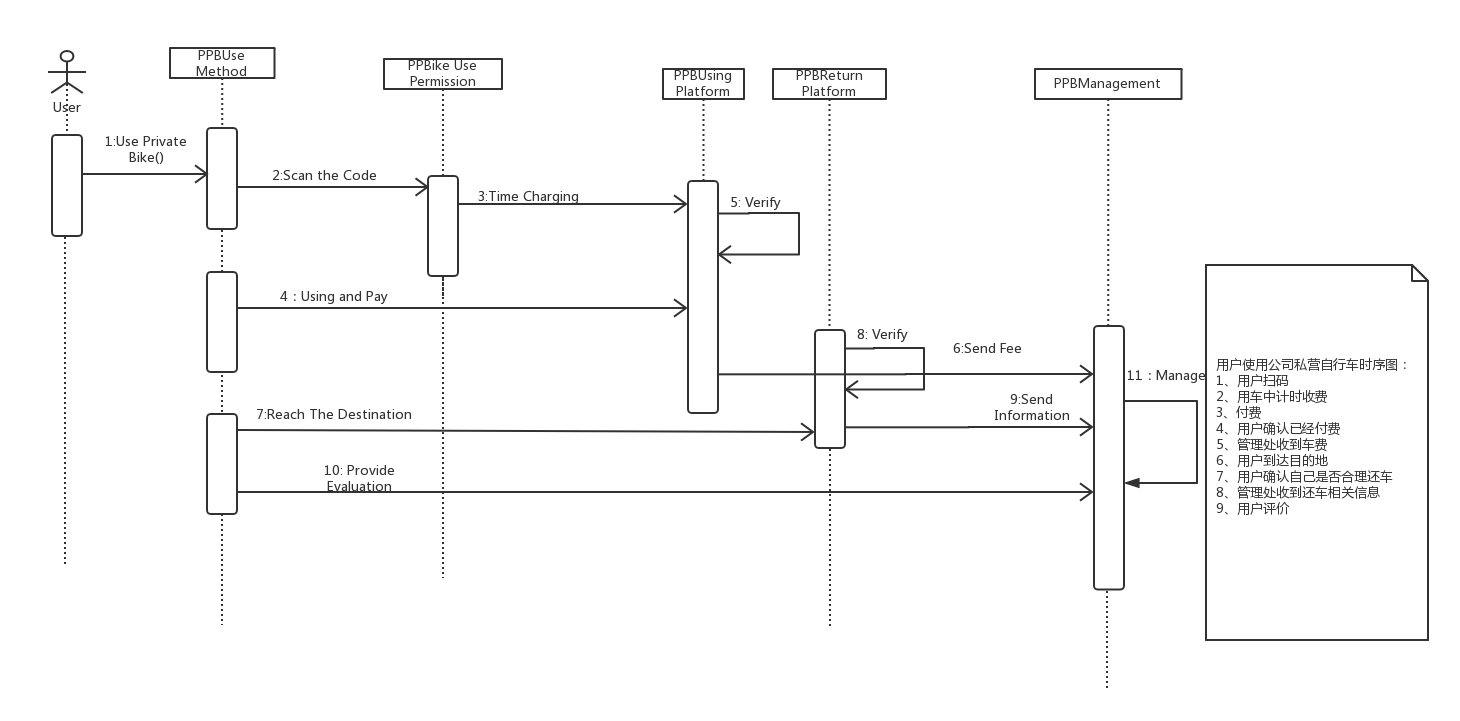 User
PPBUse
Method
PPBike Use
Permission
PPBUsing
Platform
PPBReturn
Platform
PPBManagement
1:Use Private
Bike()
2:Scan the Code
3:Time Charging
5: Verify
4：Using and Pay
8: Verify
6:Send Fee
11：Manage
9:Send
Information
7:Reach The Destination
10: Provide
Evaluation
用户使用公司私营自行车时序图：
1、用户扫码
2、用车中计时收费
3、付费
4、用户确认已经付费
5、管理处收到车费
6、用户到达目的地
7、用户确认自己是否合理还车
8、管理处收到还车相关信息
9、用户评价